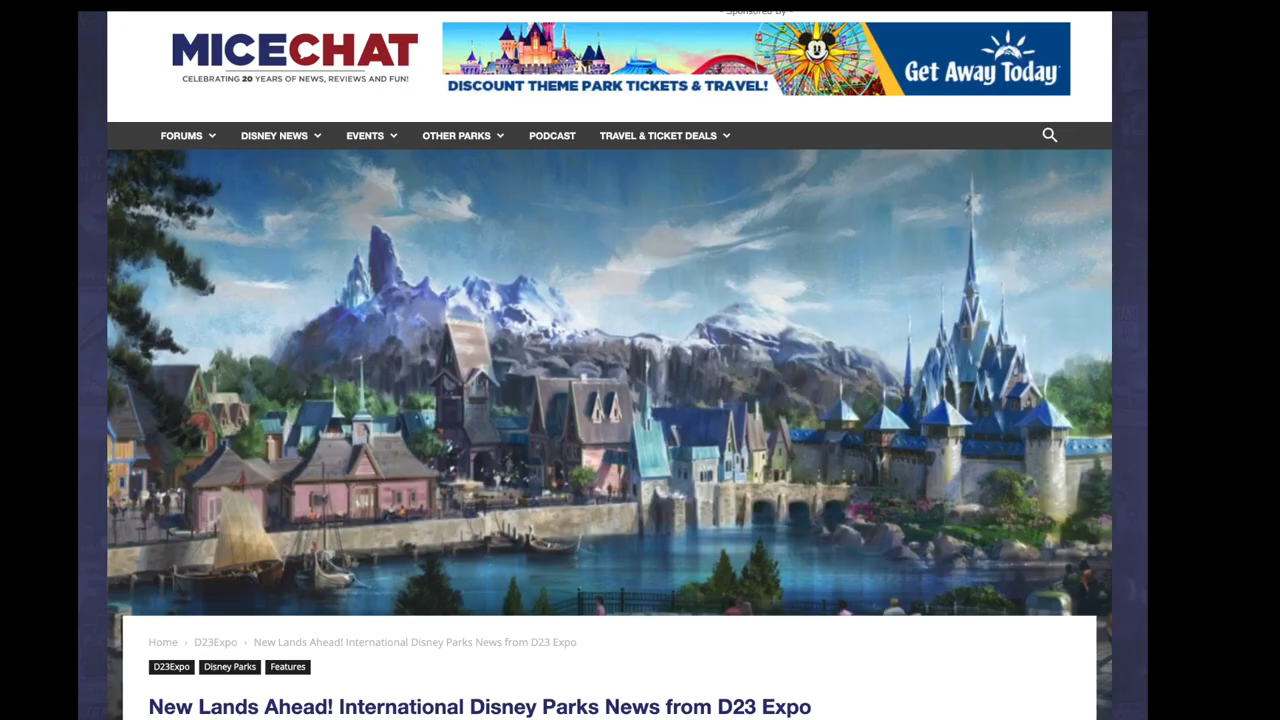 - Sponsored By -
MICECHAT
CELEBRATING 20 YEARS OF NEWS, REVIEWS AND FUN!
DISCOUNT THEME PARK TICKETS & TRAVEL!
GET AWAY TODAY
FORUMS DISNEY NEWS EVENTS OTHER PARKS PODCAST TRAVEL & TICKET DEALS
Home › D23Expo › New Lands Ahead! International Disney Parks News from D23 Expo
D23Expo Disney Parks Features
New Lands Ahead! International Disney Parks News from D23 Expo